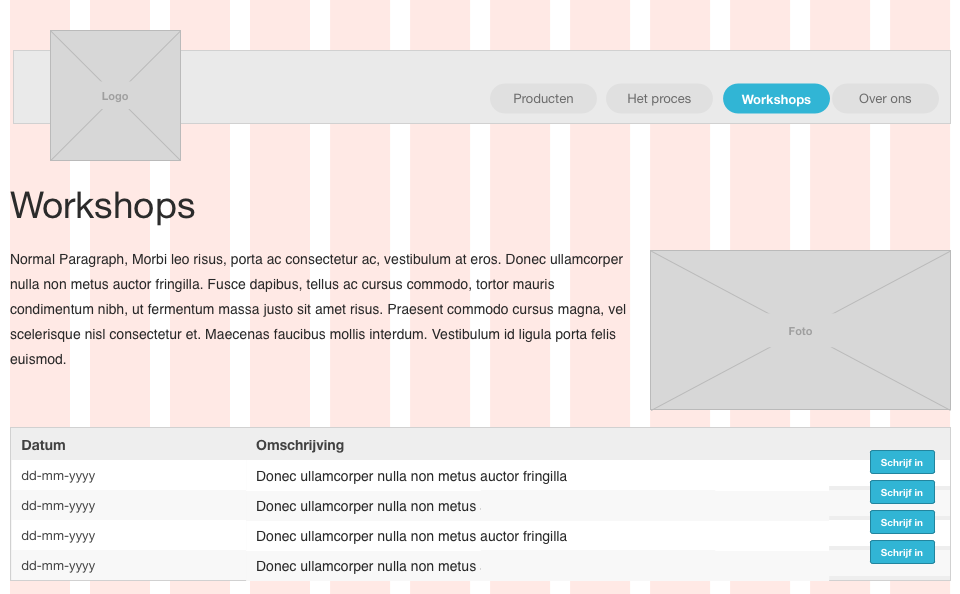 Logo
Producten
Het proces
Workshops
Over ons
Workshops
Normal Paragraph, Morbi leo risus, porta ac consectetur ac, vestibulum at eros. Donec ullamcorper
nulla non metus auctor fringilla. Fusce dapibus, tellus ac cursus commodo, tortor mauris
condimentum nibh, ut fermentum massa justo sit amet risus. Praesent commodo cursus magna, vel
scelerisque nisl consectetur et. Maecenas faucibus mollis interdum. Vestibulum id ligula porta felis
euismod.
Foto
Datum Omschrijving
dd-mm-yyyy Donec ullamcorper nulla non metus auctor fringilla Schrijf in
dd-mm-yyyy Donec ullamcorper nulla non metus Schrijf in
dd-mm-yyyy Donec ullamcorper nulla non metus auctor fringilla Schrijf in
dd-mm-yyyy Donec ullamcorper nulla non metus Schrijf in